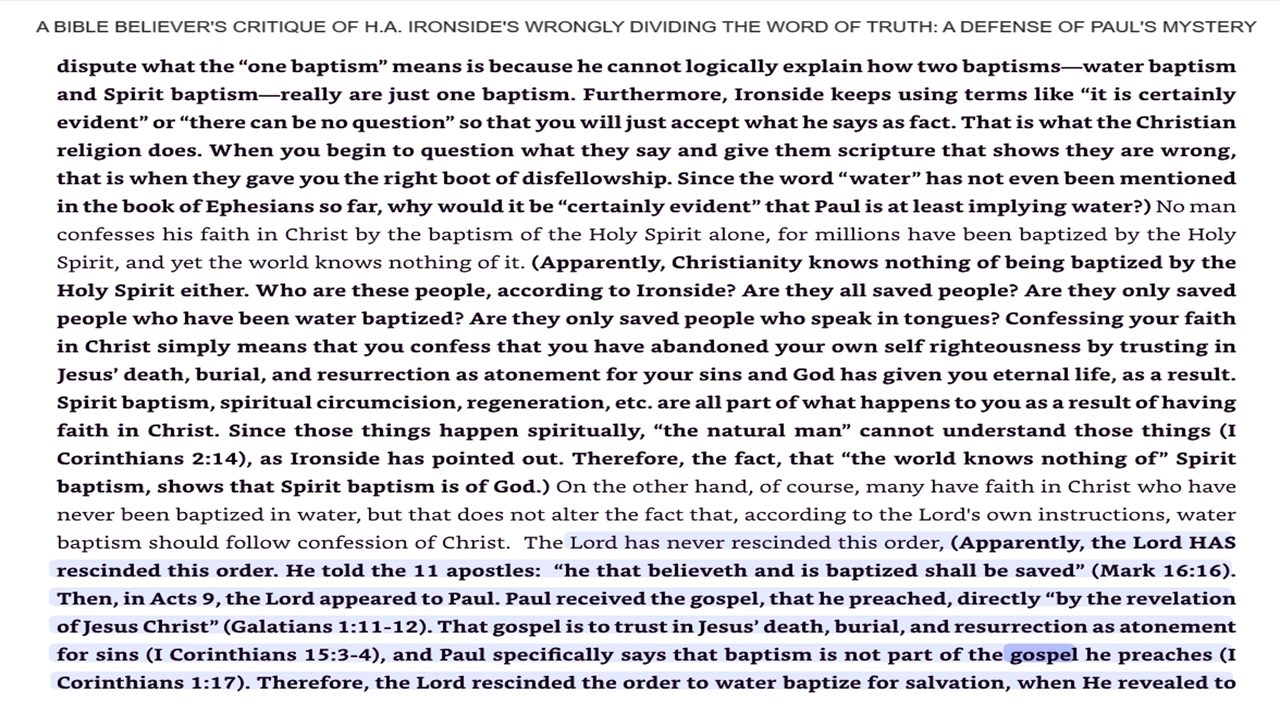 A BIBLE BELIEVER'S CRITIQUE OF H.A. IRONSIDE'S WRONGLY DIVIDING THE WORD OF TRUTH: A DEFENSE OF PAUL'S MYSTERY
dispute what the “one baptism” means is because he cannot logically explain how two baptisms—water baptism
and Spirit baptism—really are just one baptism. Furthermore, Ironside keeps using terms like “it is certainly
evident” or “there can be no question” so that you will just accept what he says as fact. That is what the Christian
religion does. When you begin to question what they say and give them scripture that shows they are wrong,
that is when they gave you the right boot of disfellowship. Since the word “water” has not even been mentioned
in the book of Ephesians so far, why would it be “certainly evident” that Paul is at least implying water?) No man
confesses his faith in Christ by the baptism of the Holy Spirit alone, for millions have been baptized by the Holy
Spirit, and yet the world knows nothing of it. (Apparently, Christianity knows nothing of being baptized by the
Holy Spirit either. Who are these people, according to Ironside? Are they all saved people? Are they only saved
people who have been water baptized? Are they only saved people who speak in tongues? Confessing your faith
in Christ simply means that you confess that you have abandoned your own self righteousness by trusting in
Jesus’ death, burial, and resurrection as atonement for your sins and God has given you eternal life, as a result.
Spirit baptism, spiritual circumcision, regeneration, etc. are all part of what happens to you as a result of having
faith in Christ. Since those things happen spiritually, “the natural man” cannot understand those things (I
Corinthians 2:14), as Ironside has pointed out. Therefore, the fact, that “the world knows nothing of” Spirit
baptism, shows that Spirit baptism is of God.) On the other hand, of course, many have faith in Christ who have
never been baptized in water, but that does not alter the fact that, according to the Lord's own instructions, water
baptism should follow confession of Christ.  The Lord has never rescinded this order, (Apparently, the Lord HAS
rescinded this order. He told the 11 apostles:  “he that believeth and is baptized shall be saved” (Mark 16:16).
Then, in Acts 9, the Lord appeared to Paul. Paul received the gospel, that he preached, directly “by the revelation
of Jesus Christ” (Galatians 1:11-12). That gospel is to trust in Jesus’ death, burial, and resurrection as atonement
for sins (I Corinthians 15:3-4), and Paul specifically says that baptism is not part of the gospel he preaches (I
Corinthians 1:17). Therefore, the Lord rescinded the order to water baptize for salvation, when He revealed to